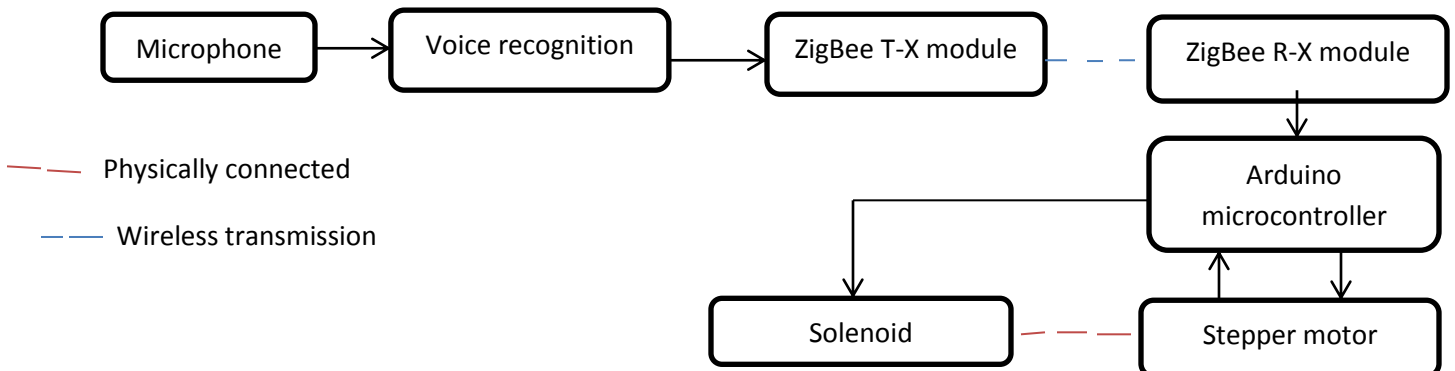 Microphone
Voice recognition
ZigBee T-X module
ZigBee R-X module
Physically connected
Wireless transmission
Arduino
microcontroller
Solenoid
Stepper motor